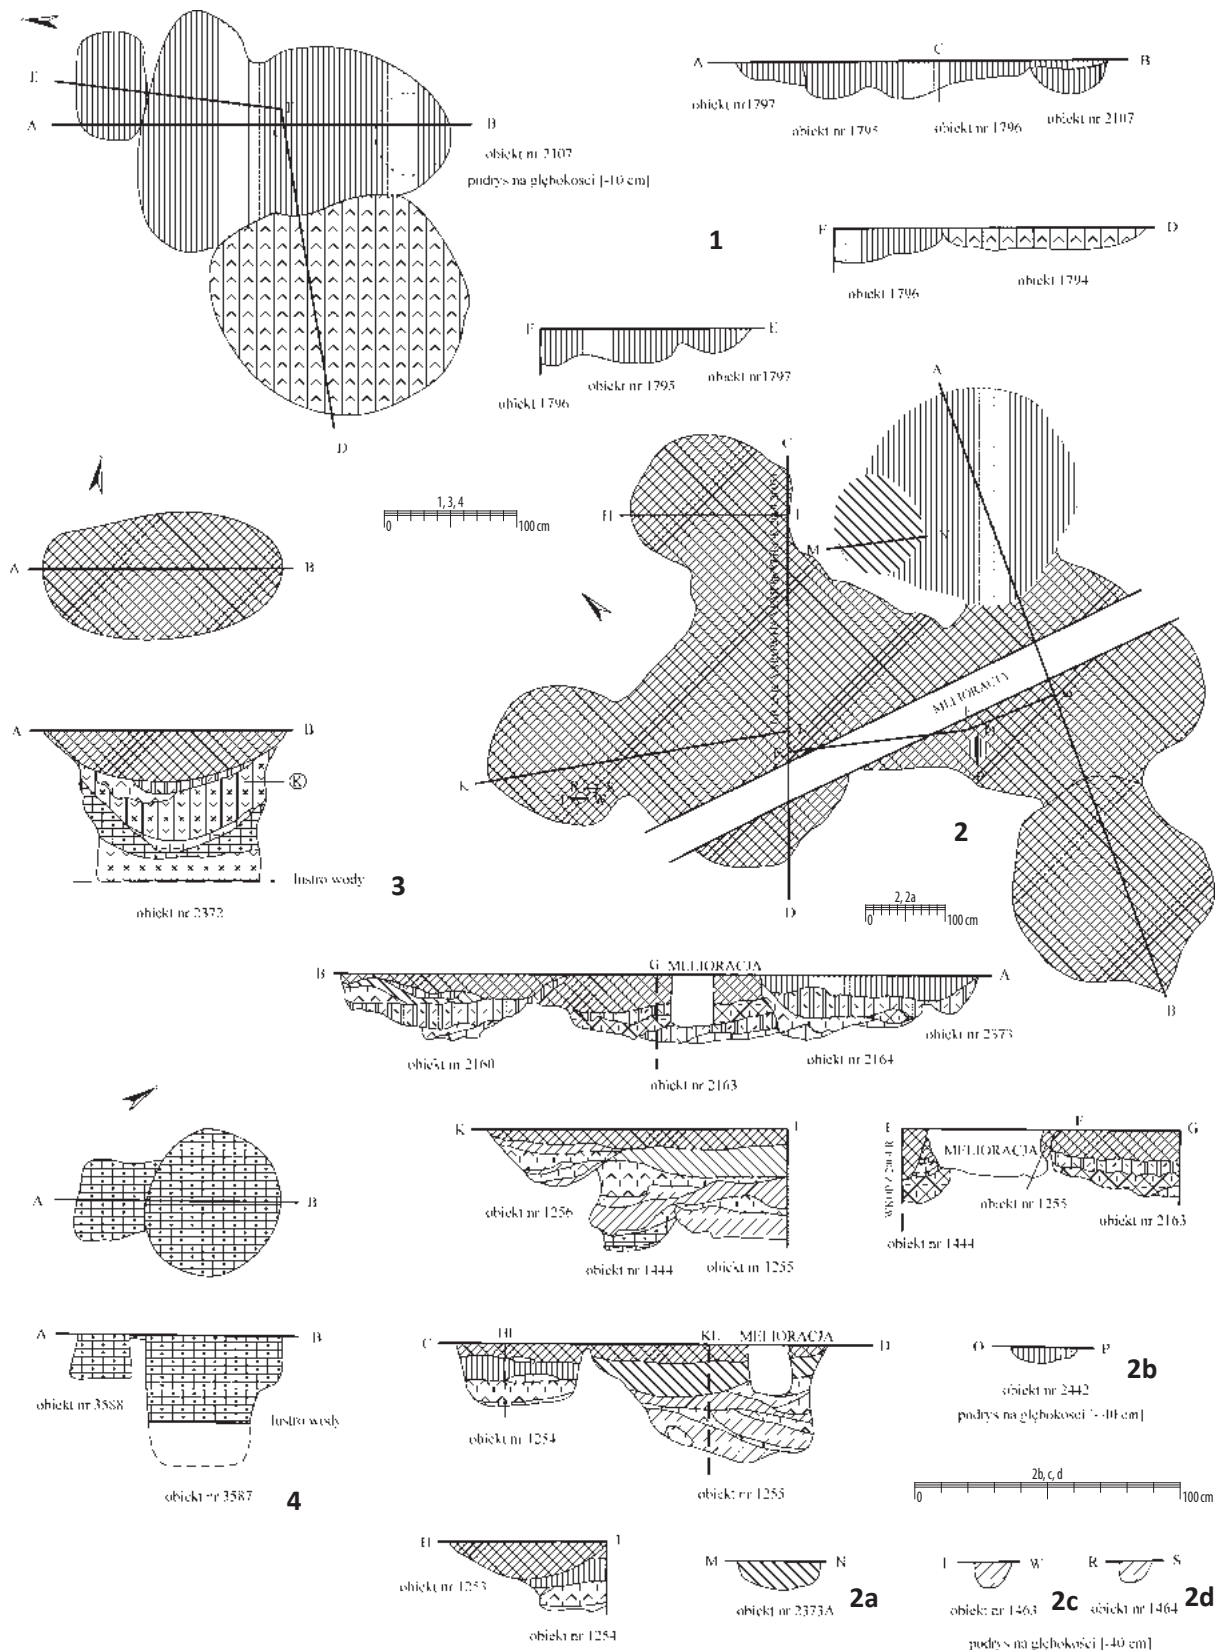 E
A
B
obiekt nr 2107
podrys na głębokości [-10 cm]
D
A
C
B
obiekt nr1797
obiekt nr 1795
obiekt nr 1796
obiekt nr 2107
1
F
D
obiekt 1796
obiekt nr 1794
F
E
obiekt nr 1795
obiekt nr1797
obiekt 1796
1, 3, 4
0
100 cm
A
B
A
B
K
lustro wody
3
obiekt nr 2372
A
C
H
I
M
N
K
MELIORACJA
2
D
B
2, 2a
0
100 cm
B
G
MELIORACJA
A
obiekt nr 2160
obiekt nr 2163
obiekt nr 2164
obiekt nr 2373
A
B
K
obiekt nr 1256
obiekt nr 1444
obiekt nr 1255
F
G
MELIORACJA
obiekt nr 1255
obiekt nr 2163
obiekt nr 1444
A
B
obiekt nr 3588
lustro wody
obiekt nr 3587
4
C
HI
KL
MELIORACJA
D
obiekt nr 1254
obiekt nr 1255
O
P
2b
obiekt nr 2442
podrys na głębokości [-40 cm]
2b, c, d
0
100 cm
H
I
obiekt nr 1253
obiekt nr 1254
M
N
2a
obiekt nr 2373A
W
2c
obiekt nr 1463
R
S
2d
obiekt nr 1464
podrys na głębokości [-40 cm]